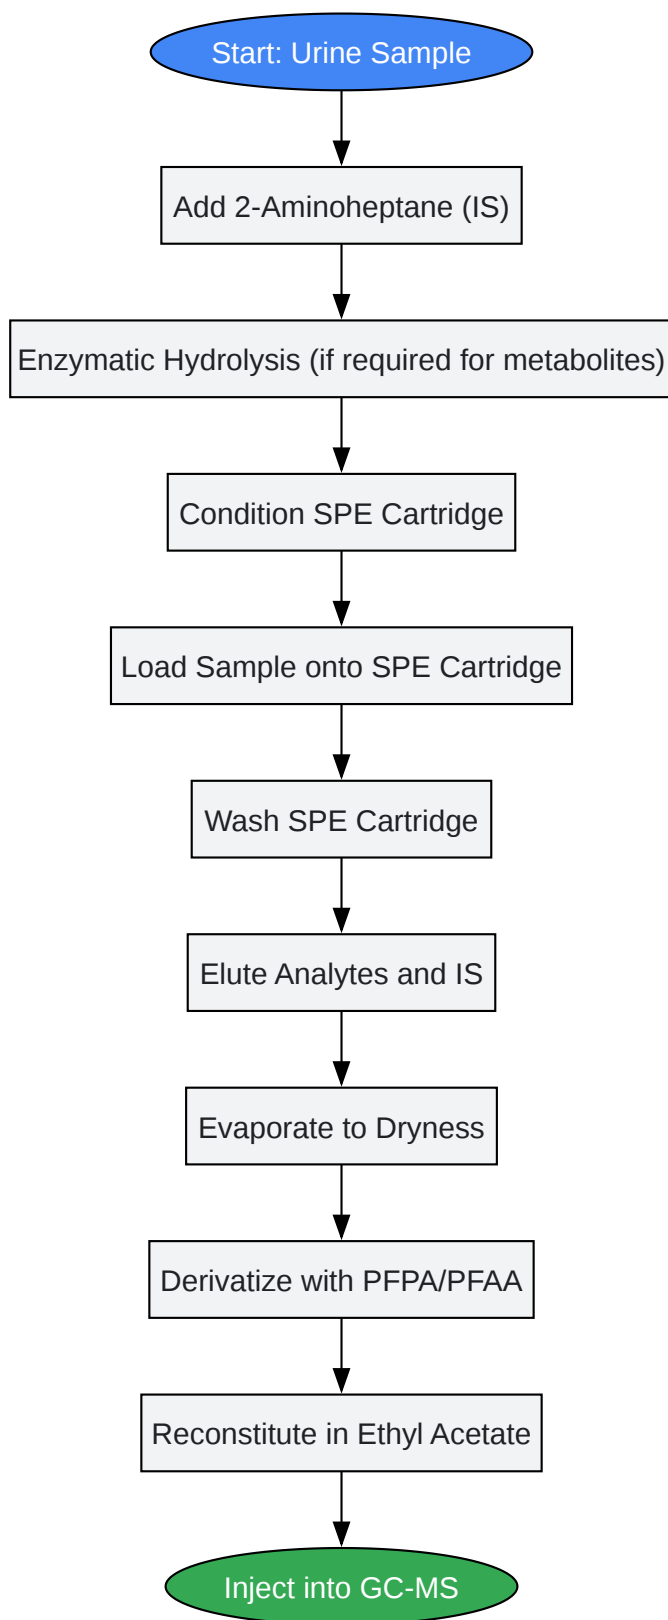 Start: Urine Sample
Add 2-Aminoheptane (IS)
Enzymatic Hydrolysis (if required for metabolites)
Condition SPE Cartridge
Load Sample onto SPE Cartridge
Wash SPE Cartridge
Elute Analytes and IS
Evaporate to Dryness
Derivatize with PFPA/PFAA
Reconstitute in Ethyl Acetate
Inject into GC-MS